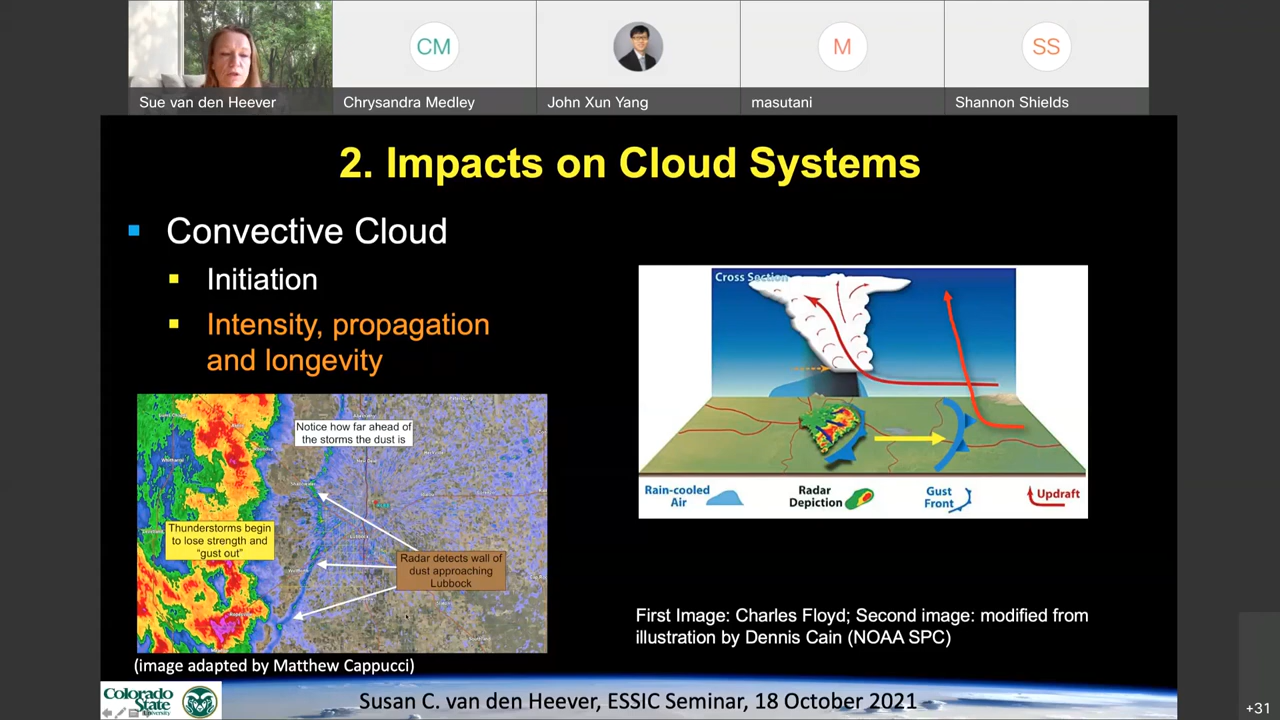 CM
M
SS
Sue van den Heever
Chrysandra Medley
John Xun Yang
masutani
Shannon Shields
2. Impacts on Cloud Systems
Convective Cloud
Initiation
Intensity, propagation
and longevity
Cross Section
Notice how far ahead of
the storms the dust is
Thunderstorms begin
to lose strength and
"gust out"
Radar detects wall of
dust approaching
Lubbock
Lubbock
Rain-cooled
Air
Radar
Depiction
Gust
Front
Updraft
First Image: Charles Floyd; Second image: modified from
illustration by Dennis Cain (NOAA SPC)
(image adapted by Matthew Cappucci)
Colorado
State
University
Susan C. van den Heever, ESSIC Seminar, 18 October 2021
+31